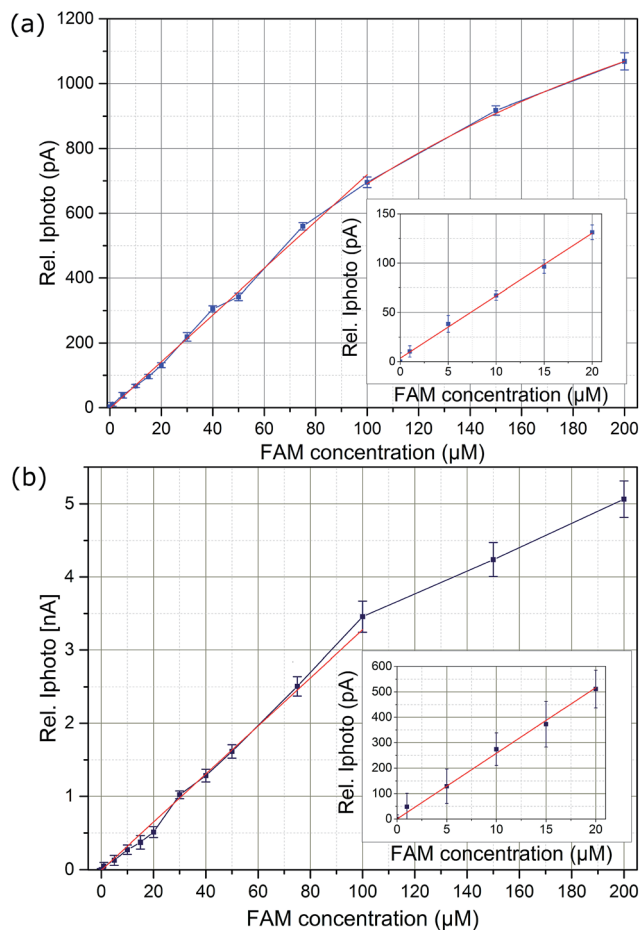 (a)
1200
1000
800
600
400
200
0
Rel. Iphoto (pA)
0 20 40 60 80 100 120 140 160 180 200
FAM concentration (µM)
150
100
50
0
Rel. Iphoto (pA)
0 5 10 15 20
FAM concentration (µM)
(b)
5
4
3
2
1
0
Rel. Iphoto [nA]
0 20 40 60 80 100 120 140 160 180 200
FAM concentration (µM)
600
500
400
300
200
100
0
Rel. Iphoto (pA)
0 5 10 15 20
FAM concentration (µM)